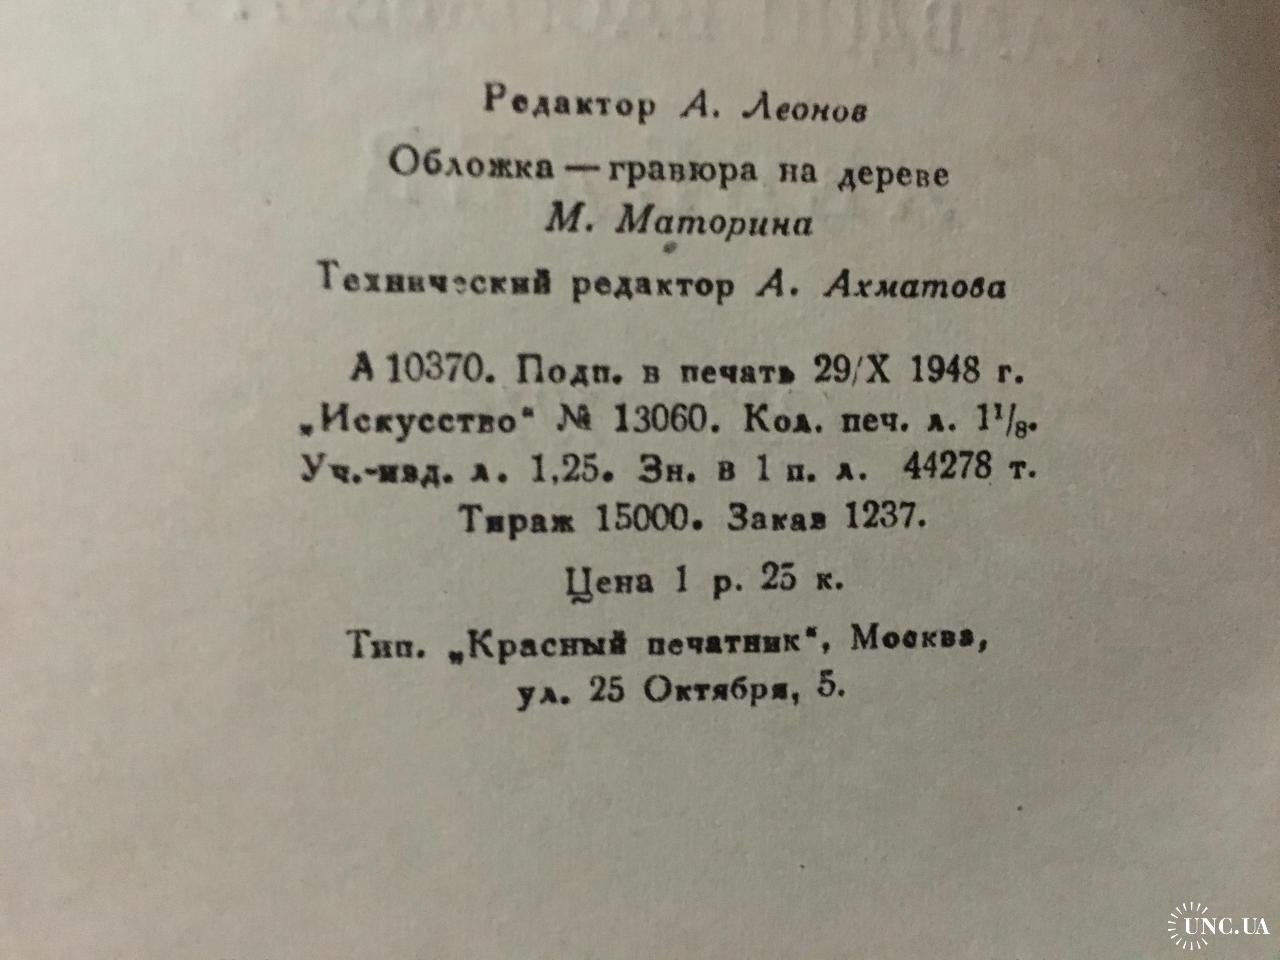 Редактор А. Леонов
Обложка — гравюра на дереве
М. Маторина
Технический редактор А. Ахматова
А 10370. Подп. в печать 29/X 1948 г.
„Искусство“ № 13060. Кол. печ. л. 1¹/₈.
Уч.-изд. л. 1,25. Зн. в 1 п. л. 44278 т.
Тираж 15000. Заказ 1237.
Цена 1 р. 25 к.
Тип. „Красный печатник“, Москва,
ул. 25 Октября, 5.
UNC.UA